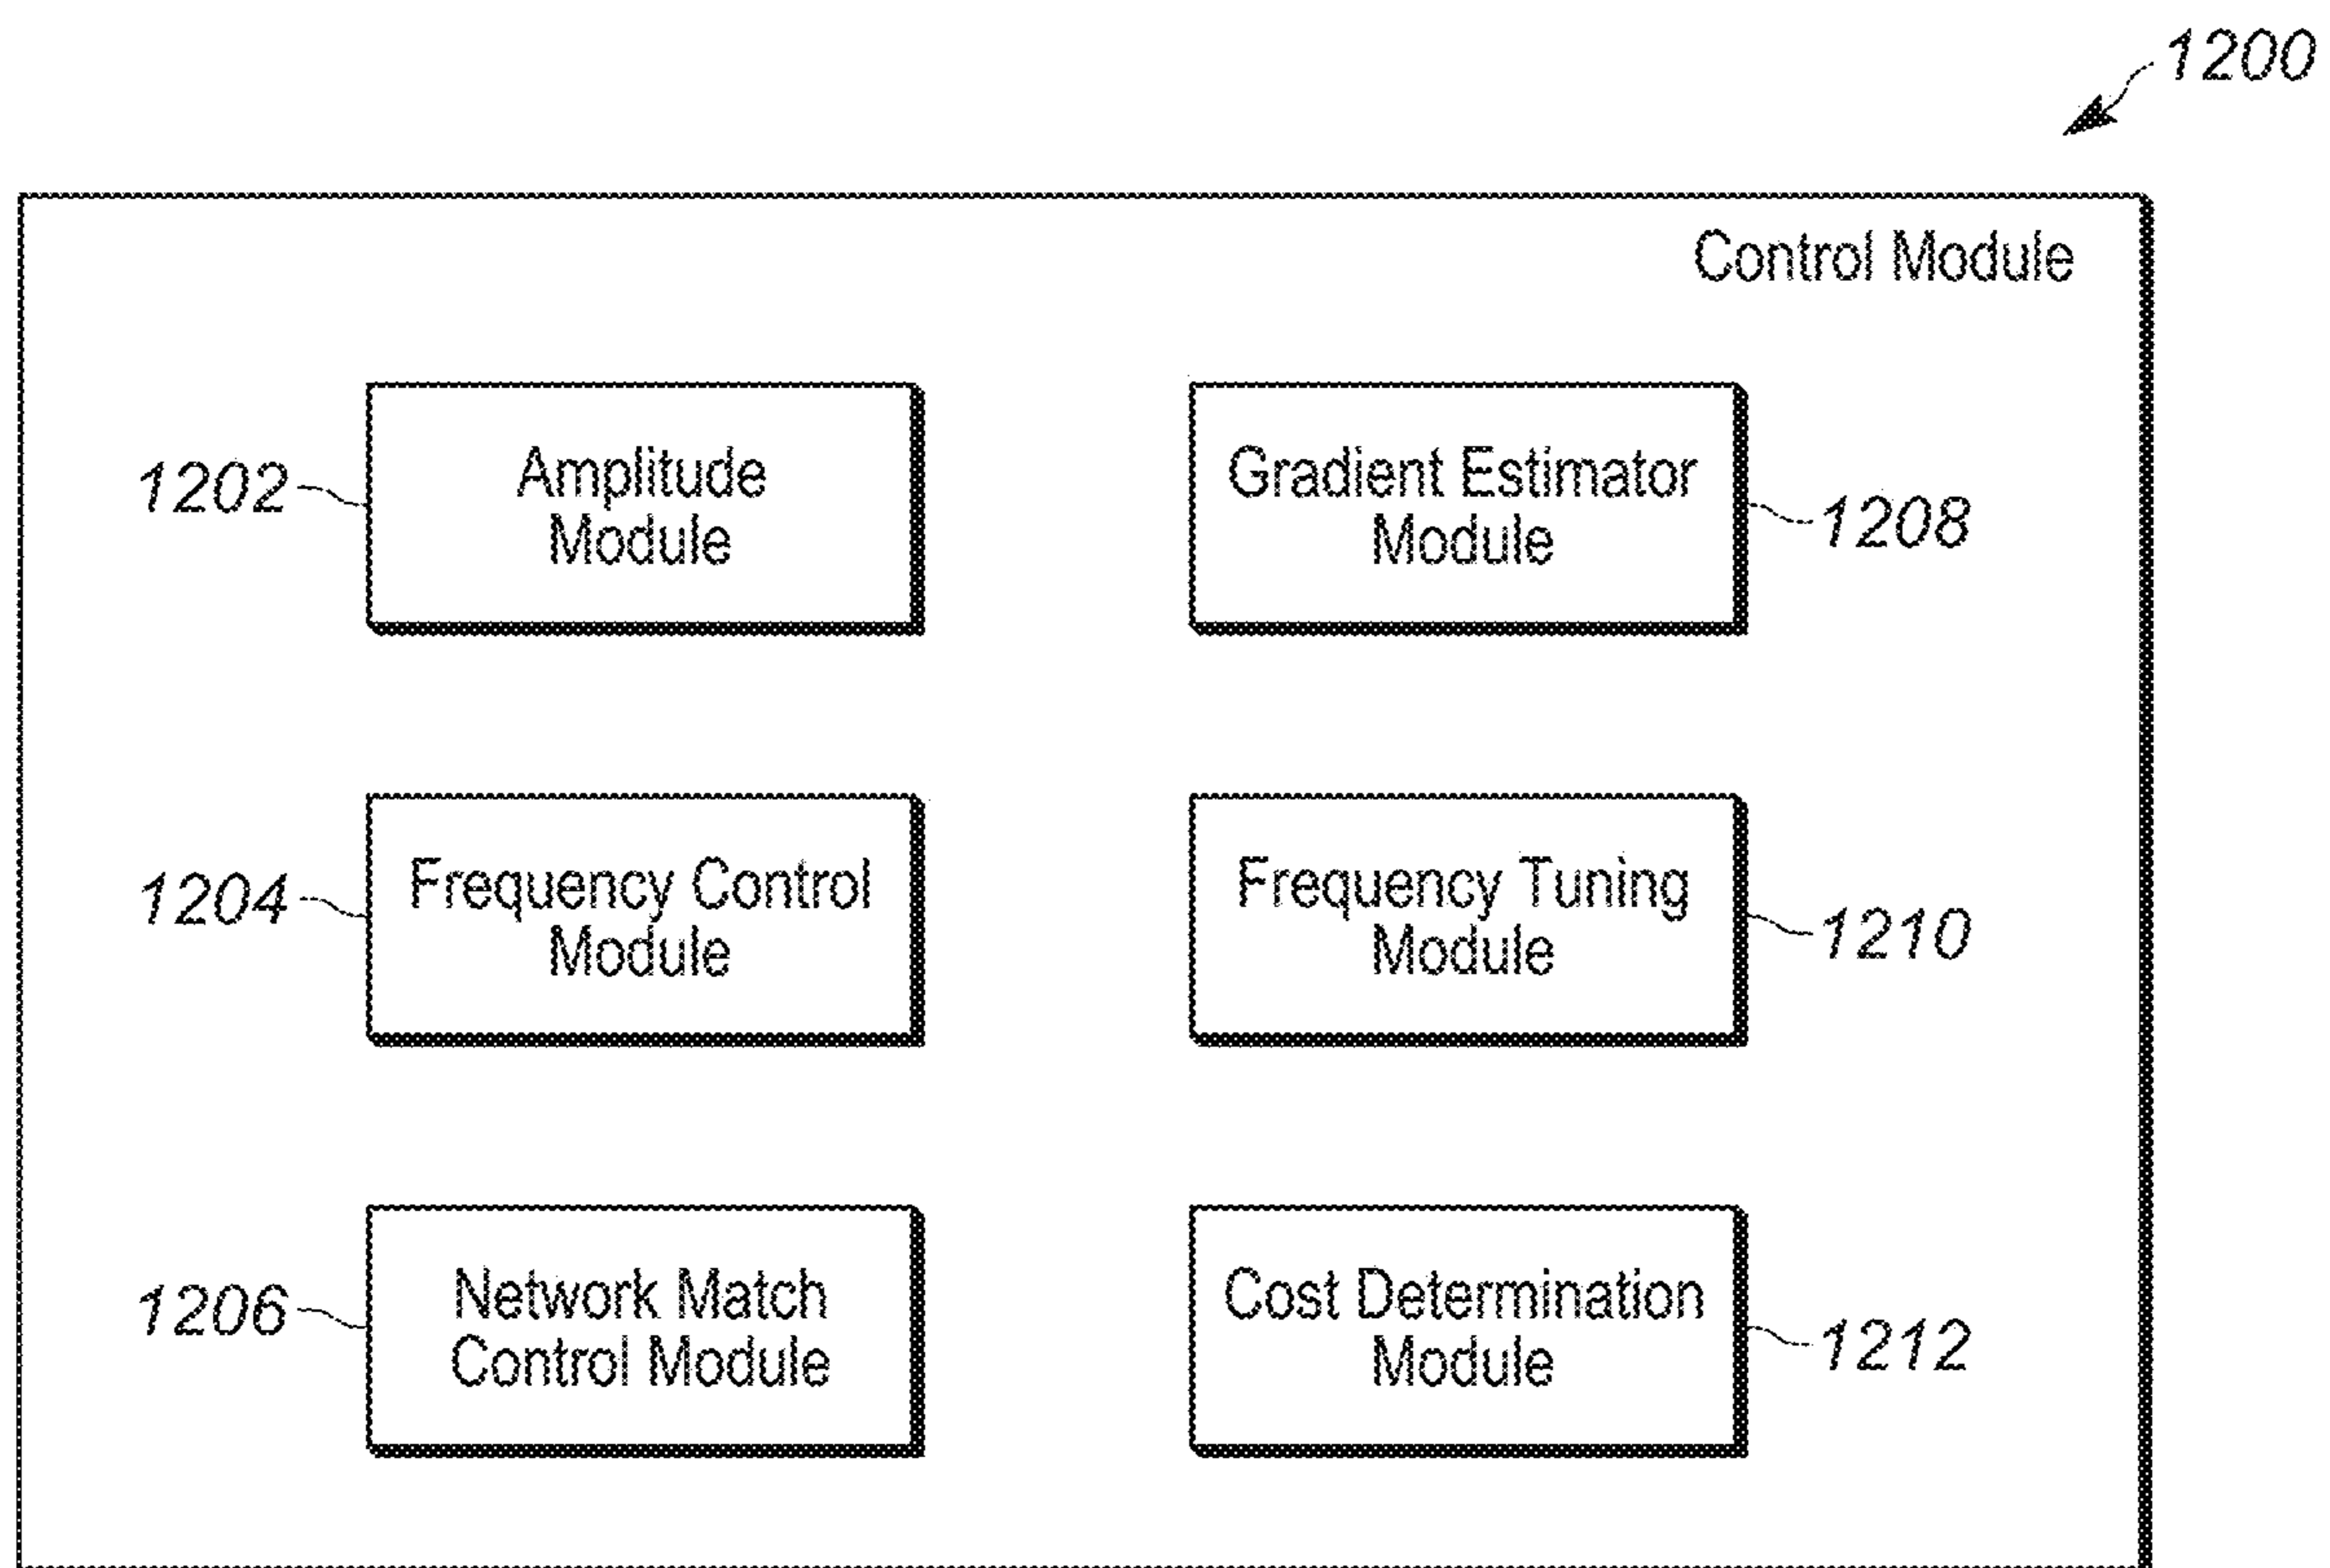 1200
Control Module
1202
Amplitude
Module
Gradient Estimator
Module
1208
1204
Frequency Control
Module
Frequency Tuning
Module
1210
1206
Network Match
Control Module
Cost Determination
Module
1212